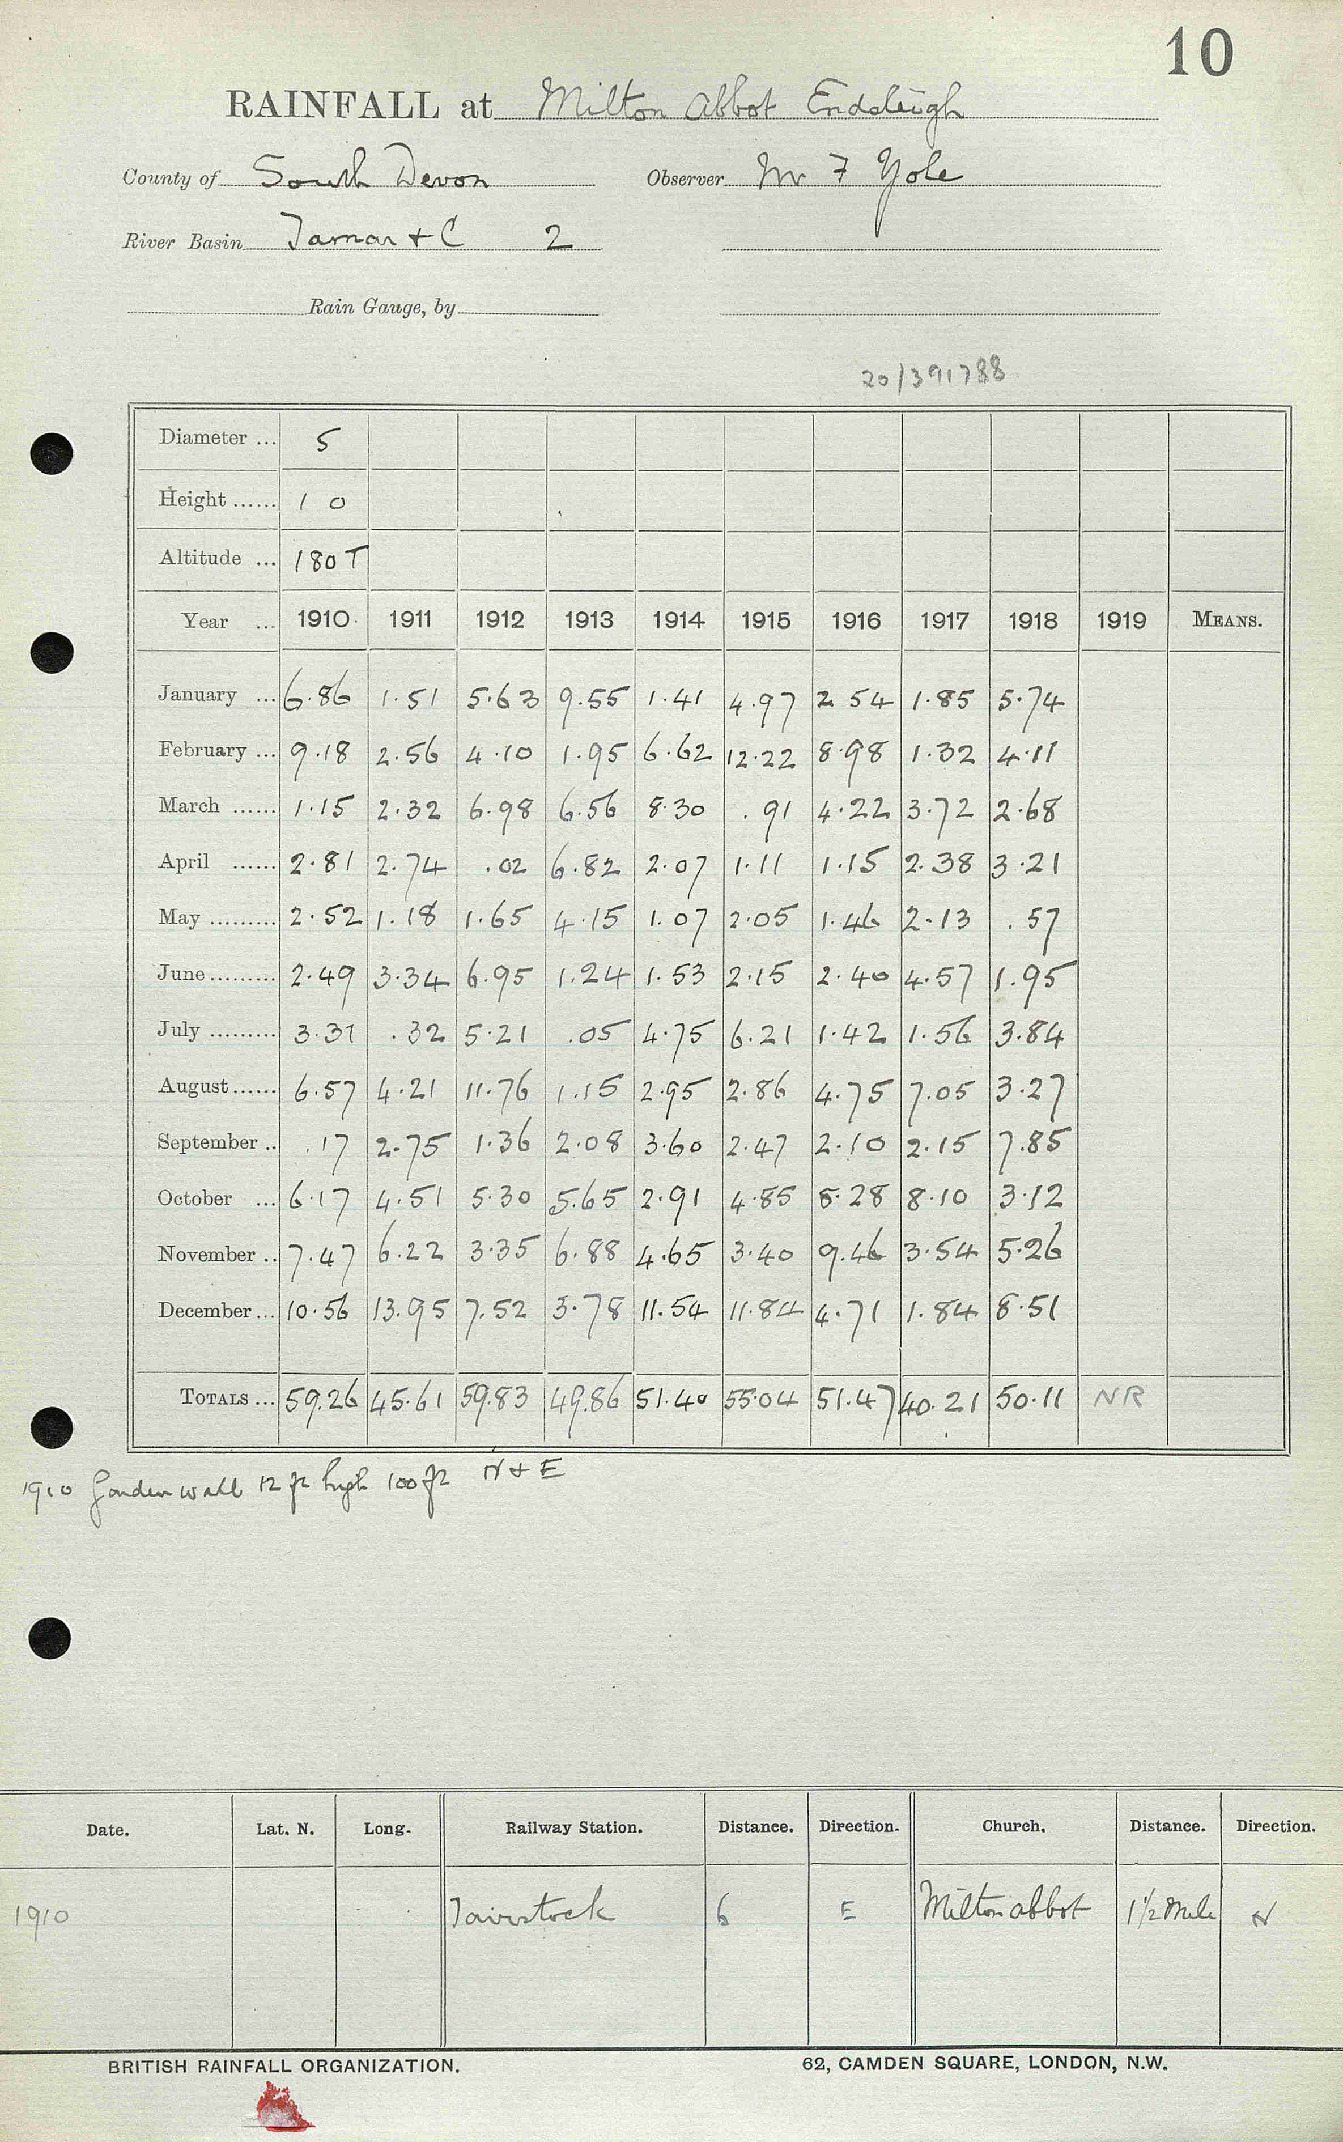 10
RAINFALL at Milton Abbot Endsleigh
County of South Devon Observer Mr F Yole
River Basin Tamar + C 2
Rain Gauge, by
20/391788
Diameter ... 5
Height ...... 1 0
Altitude ... 180 T
Year ... 1910 1911 1912 1913 1914 1915 1916 1917 1918 1919 MEANS.
January ... 6.86 1.51 5.63 9.55 1.41 4.97 2 54 1.85 5.74
February ... 9.18 2.56 4.10 1.95 6.62 12.22 8.98 1.32 4.11
March ...... 1.15 2.32 6.98 6.56 8.30 .91 4.22 3.72 2.68
April ...... 2.81 2.74 .02 6.82 2.07 1.11 1.15 2.38 3.21
May ......... 2.52 1.18 1.65 4.15 1.07 2.05 1.46 2.13 .57
June ......... 2.49 3.34 6.95 1.24 1.53 2.15 2.40 4.57 1.95
July ......... 3.31 .32 5.21 .05 4.75 6.21 1.42 1.56 3.84
August ...... 6.57 4.21 11.76 1.15 2.95 2.86 4.75 7.05 3.27
September .. .17 2.75 1.36 2.08 3.60 2.47 2.10 2.15 7.85
October ... 6.17 4.51 5.30 5.65 2.91 4.85 8.28 8.10 3.12
November .. 7.47 6.22 3.35 6.88 4.65 3.40 9.46 3.54 5.26
December ... 10.56 13.95 7.52 3.78 11.54 11.84 4.71 1.84 8.51
TOTALS ... 59.26 45.61 59.83 49.86 51.40 55.04 51.47 40.21 50.11 NR
1910 Garden wall 12 ft high 100 ft N + E
Date. Lat. N. Long. Railway Station. Distance. Direction. Church. Distance. Direction.
1910 Tavistock 6 E Milton abbot 1 1/2 Mile N
BRITISH RAINFALL ORGANIZATION. 62, CAMDEN SQUARE, LONDON, N.W.